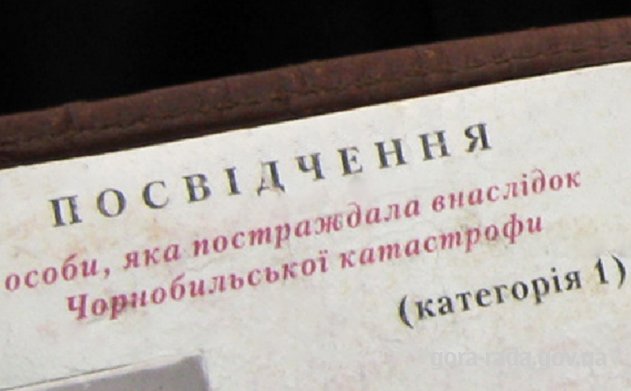 ПОСВІДЧЕННЯ
особи, яка постраждала внаслідок
Чорнобильської катастрофи
(категорія 1)
gora-rada.gov.ua